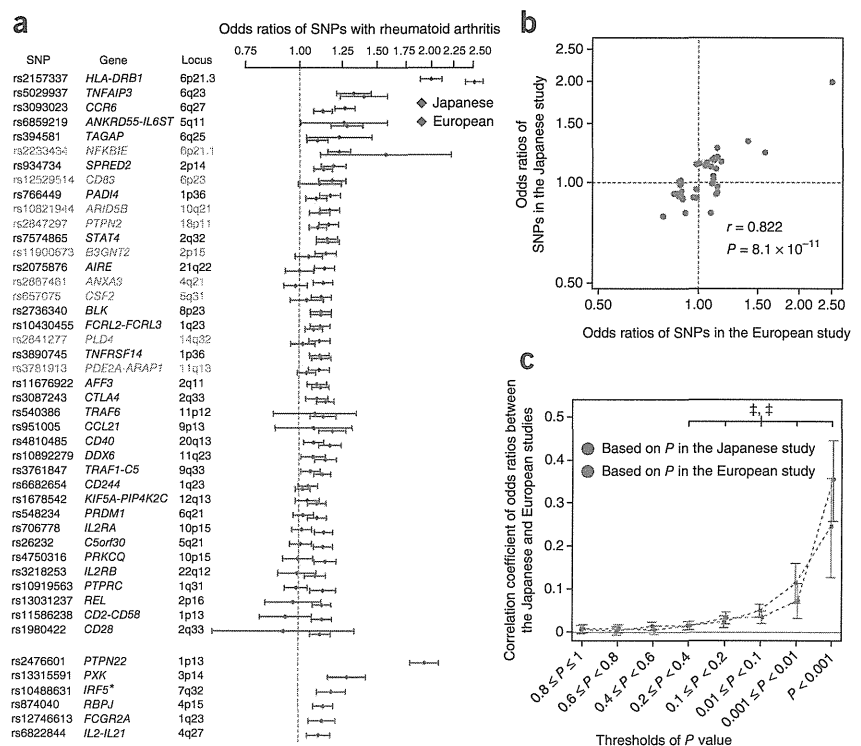 a
Odds ratios of SNPs with rheumatoid arthritis
SNP Gene Locus
0.75 1.00 1.25 1.50 1.75 2.00 2.50
rs2157337 HLA-DRB1 6p21.3
rs5029937 TNFAIP3 6q23
rs3093023 CCR6 6q27
rs6859219 ANKRD55-IL6ST 5q11
rs394581 TAGAP 6q25
rs2233434 NFKBIE 6p21.1
rs934734 SPRED2 2p14
rs12529514 CD83 6p23
rs766449 PADI4 1p36
rs10821944 ARID5B 10q21
rs2847297 PTPN2 18p11
rs7574865 STAT4 2q32
rs11900673 B3GNT2 2p15
rs2075876 AIRE 21q22
rs2867461 ANXA3 4q21
rs657075 CSF2 5q31
rs2736340 BLK 8p23
rs10430455 FCRL2-FCRL3 1q23
rs2841277 PLD4 14q32
rs3890745 TNFRSF14 1p36
rs3781913 PDE2A-ARAP1 11q13
rs11676922 AFF3 2q11
rs3087243 CTLA4 2q33
rs540386 TRAF6 11p12
rs951005 CCL21 9p13
rs4810485 CD40 20q13
rs10892279 DDX6 11q23
rs3761847 TRAF1-C5 9q33
rs6682654 CD244 1q23
rs1678542 KIF5A-PIP4K2C 12q13
rs548234 PRDM1 6q21
rs706778 IL2RA 10p15
rs26232 C5orf30 5q21
rs4750316 PRKCQ 10p15
rs3218253 IL2RB 22q12
rs10919563 PTPRC 1q31
rs13031237 REL 2p16
rs11586238 CD2-CD58 1p13
rs1980422 CD28 2q33
rs2476601 PTPN22 1p13
rs13315591 PXK 3p14
rs10488631 IRF5* 7q32
rs874040 RBPJ 4p15
rs12746613 FCGR2A 1q23
rs6822844 IL2-IL21 4q27
Japanese
European
b
Odds ratios of
SNPs in the Japanese study
2.50
2.00
1.50
1.00
0.50
r = 0.822
P = 8.1 × 10−11
0.50 1.00 1.50 2.00 2.50
Odds ratios of SNPs in the European study
c
Correlation coefficient of odds ratios between
the Japanese and European studies
0.5
0.4
0.3
0.2
0.1
0
‡, ‡
Based on P in the Japanese study
Based on P in the European study
0.8 ≤ P ≤ 1
0.6 ≤ P < 0.8
0.4 ≤ P < 0.6
0.2 ≤ P < 0.4
0.1 ≤ P < 0.2
0.01 ≤ P < 0.1
0.001 ≤ P < 0.01
P < 0.001
Thresholds of P value